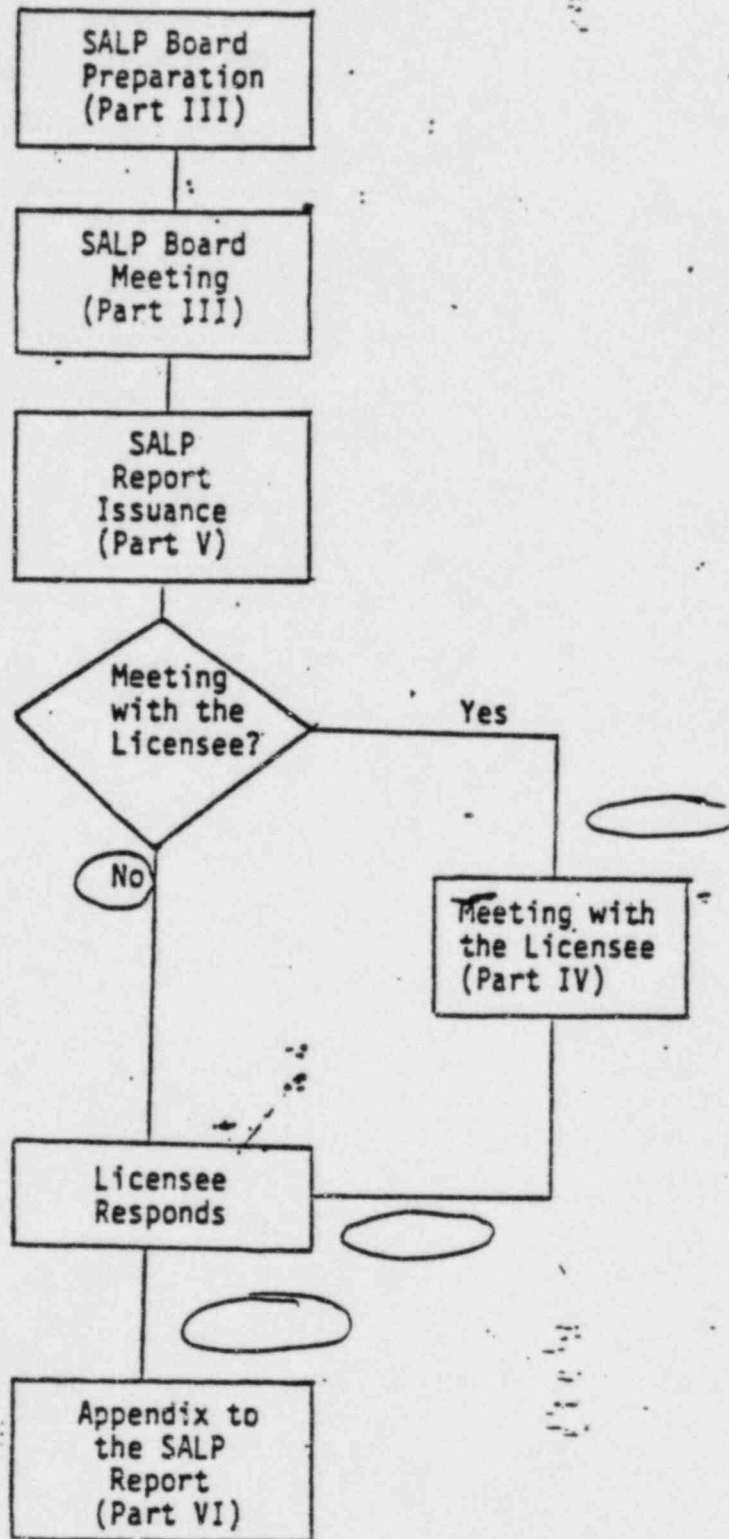 SALP Board
Preparation
(Part III)
SALP Board
Meeting
(Part III)
SALP
Report
Issuance
(Part V)
Meeting
with the
Licensee?
Yes
No
Meeting with
the Licensee
(Part IV)
Licensee
Responds
Appendix to
the SALP
Report
(Part VI)